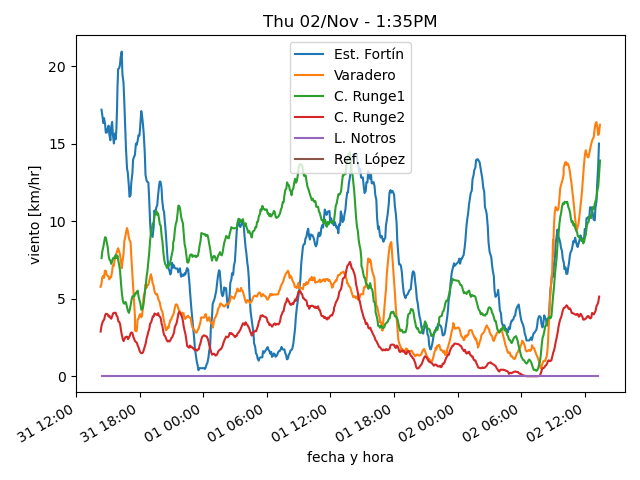 Thu 02/Nov - 1:35PM
Est. Fortín
Varadero
C. Runge1
C. Runge2
L. Notros
Ref. López
viento [km/hr]
20
15
10
5
0
31 12:00
31 18:00
01 00:00
01 06:00
01 12:00
01 18:00
02 00:00
02 06:00
02 12:00
fecha y hora